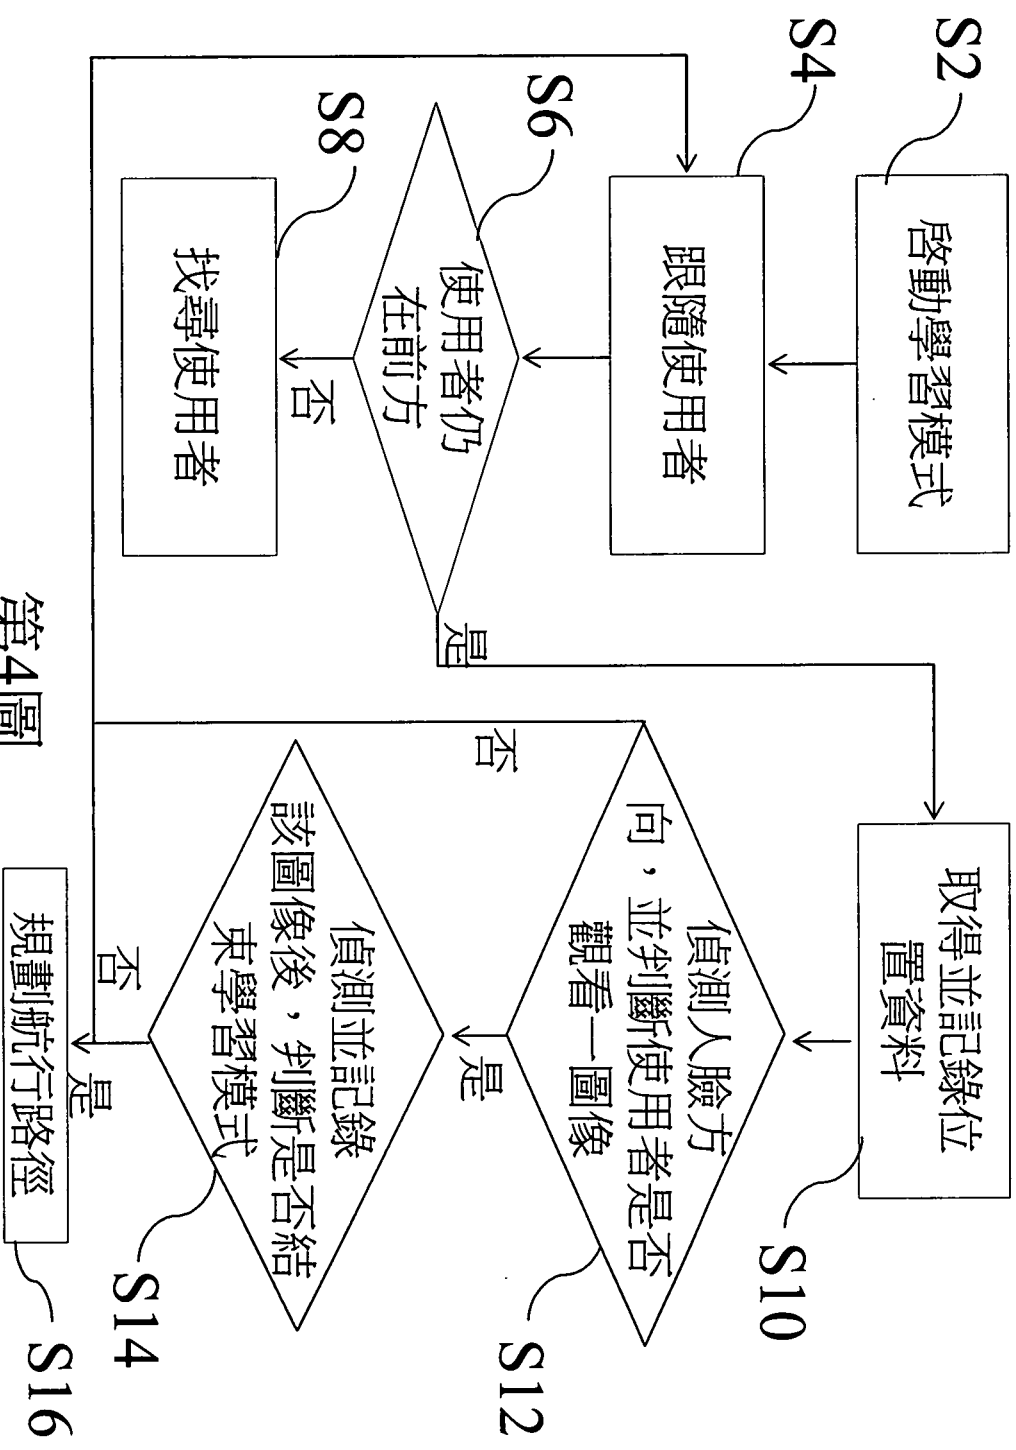 S2
啓動學習模式
S4
跟隨使用者
S6
使用者仍
在前方
否
S8
找尋使用者
是
S10
取得並記錄位
置資料
S12
偵測人臉方
向，並判斷使用者是否
觀看一圖像
否
是
S14
偵測並記錄
該圖像後，判斷是否結
束學習模式
否
是
S16
規劃航行路徑
第4圖